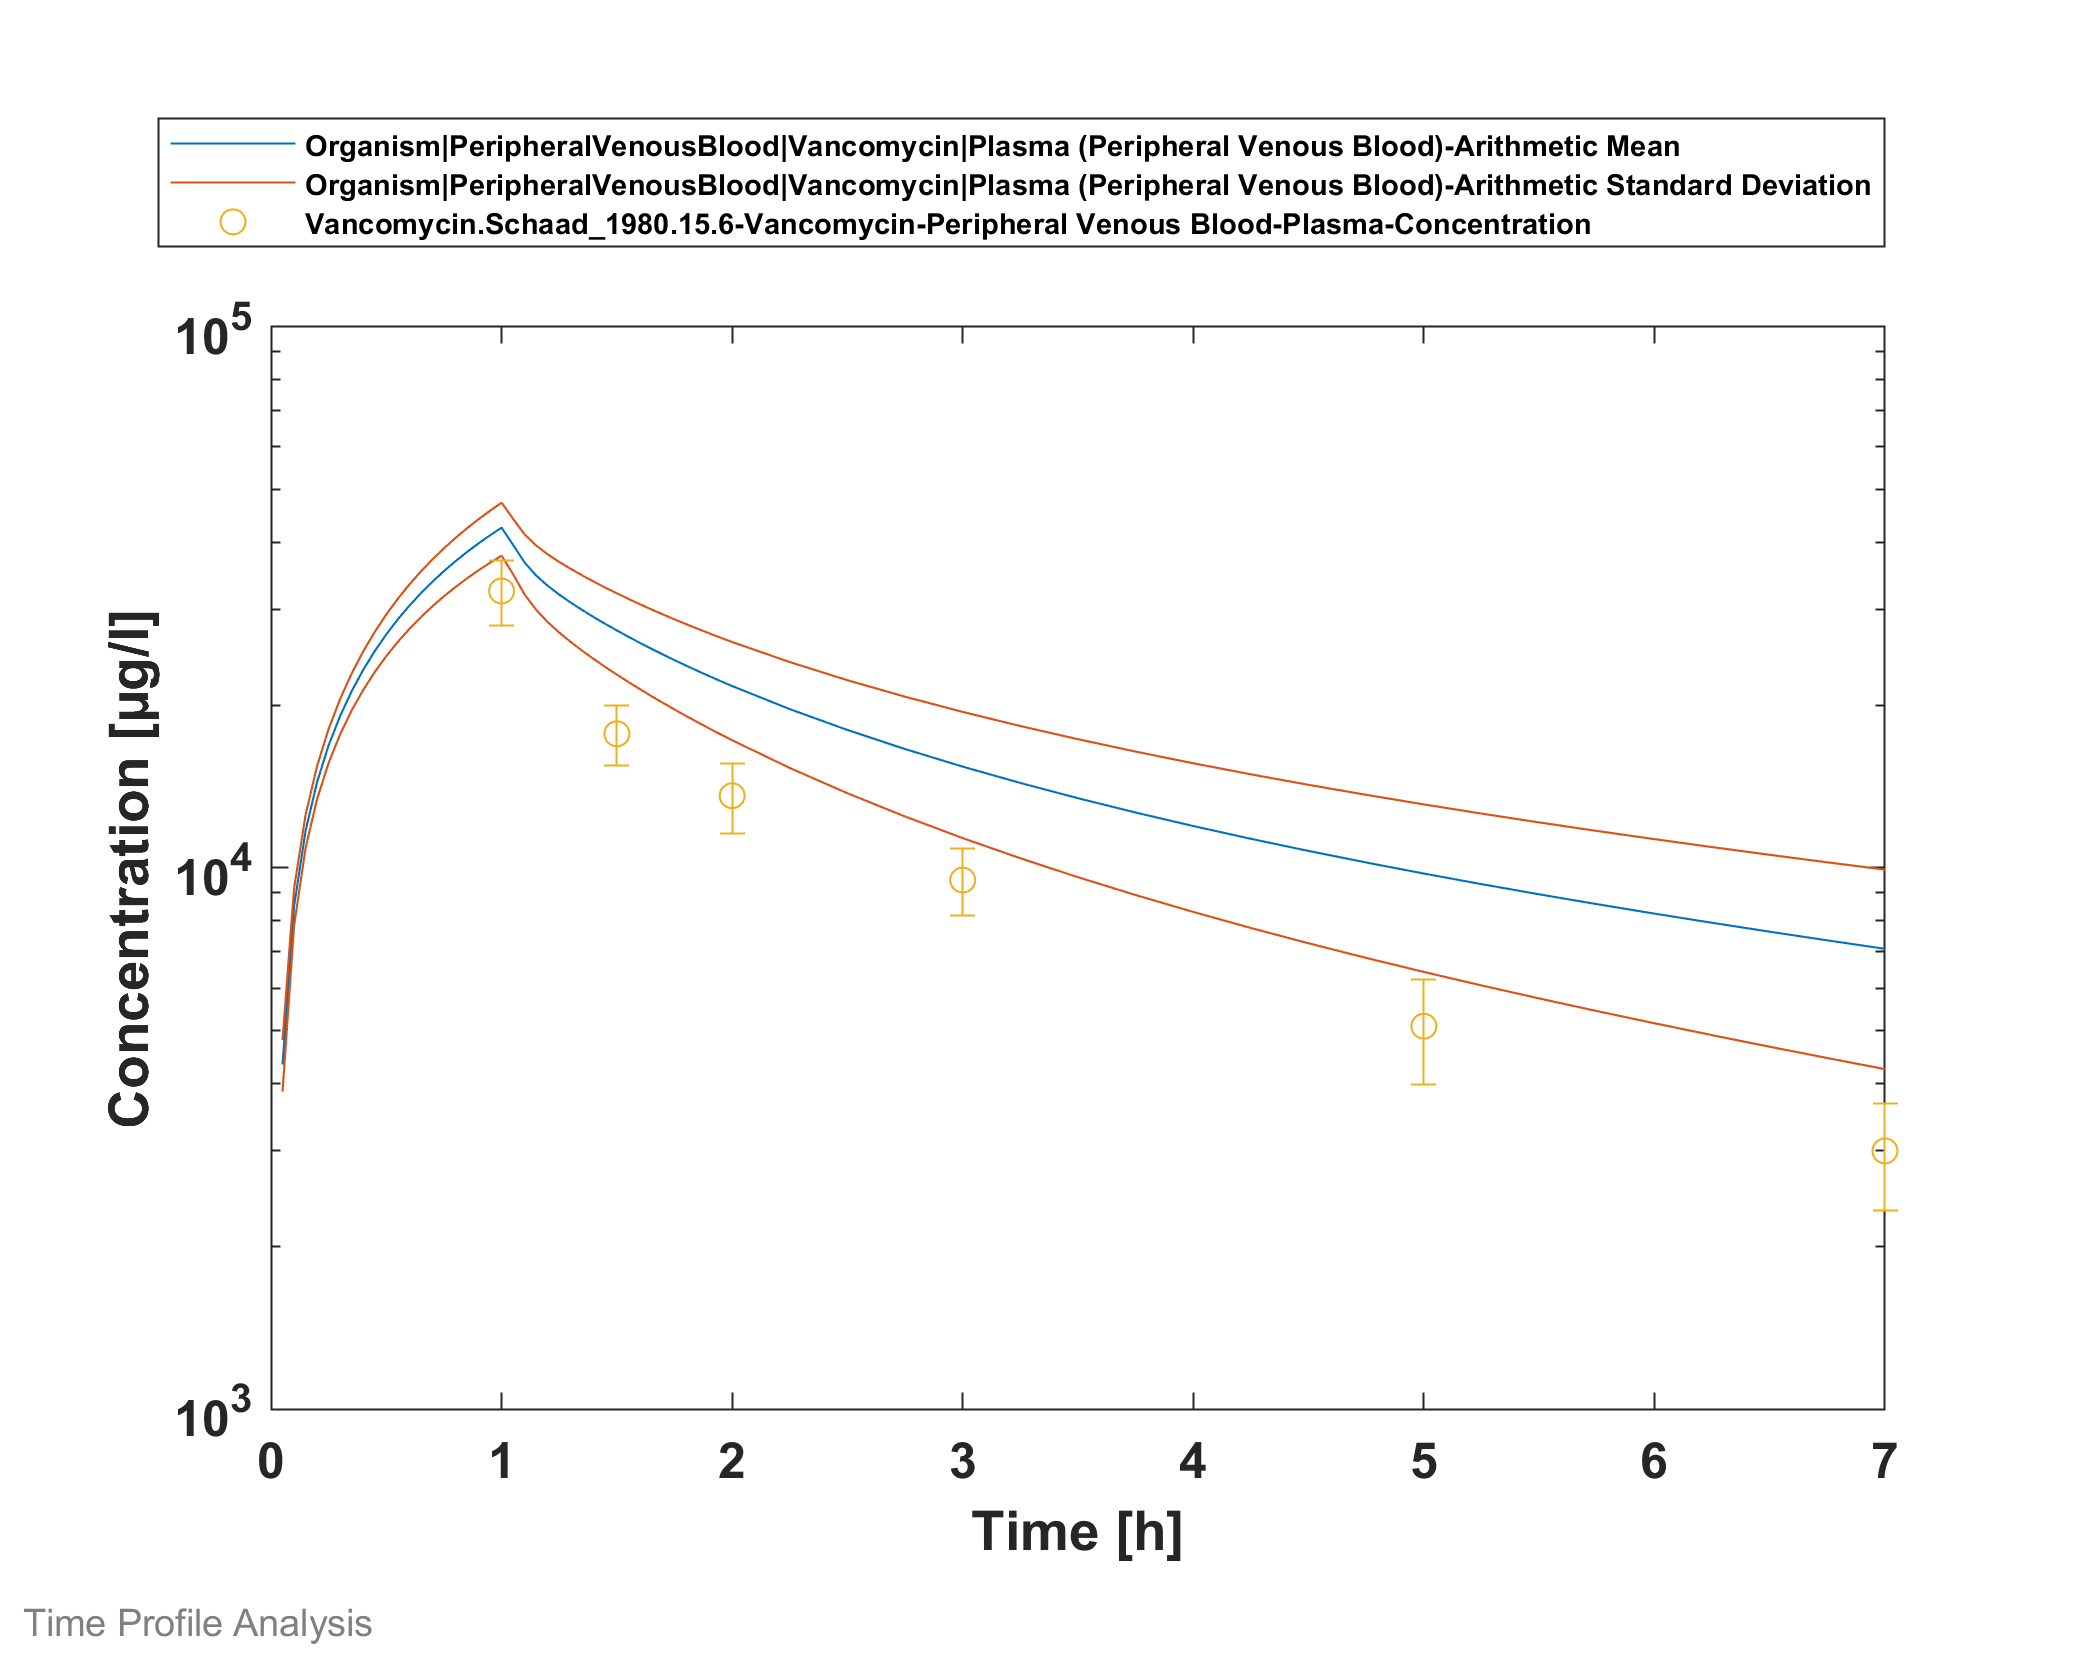 Organism|PeripheralVenousBlood|Vancomycin|Plasma (Peripheral Venous Blood)-Arithmetic Mean
Organism|PeripheralVenousBlood|Vancomycin|Plasma (Peripheral Venous Blood)-Arithmetic Standard Deviation
Vancomycin.Schaad_1980.15.6-Vancomycin-Peripheral Venous Blood-Plasma-Concentration
10^5
10^4
10^3
Concentration [µg/l]
0 1 2 3 4 5 6 7
Time [h]
Time Profile Analysis